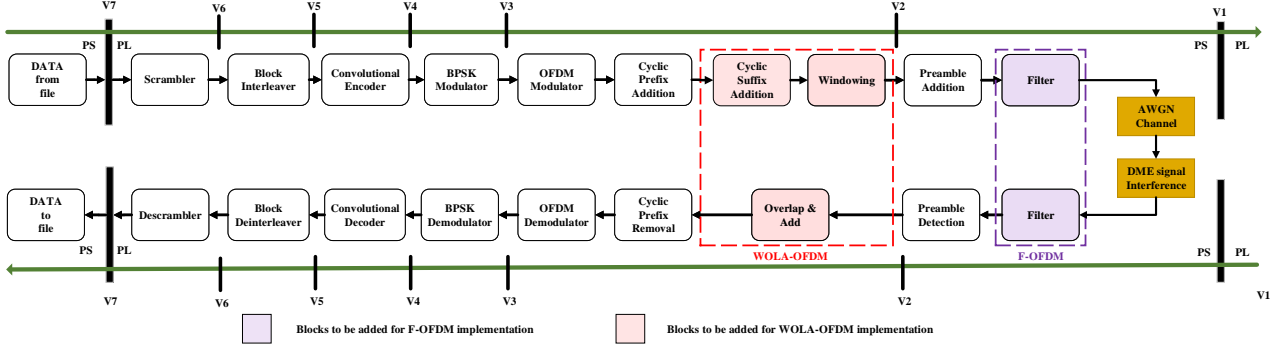 V7
V6
V5
V4
V3
V2
V1
PS
PL
PS
PL
DATA
from
file
Scrambler
Block
Interleaver
Convolutional
Encoder
BPSK
Modulator
OFDM
Modulator
Cyclic
Prefix
Addition
Cyclic
Suffix
Addition
Windowing
Preamble
Addition
Filter
AWGN
Channel
DME signal
Interference
DATA
to
file
Descrambler
Block
Deinterleaver
Convolutional
Decoder
BPSK
Demodulator
OFDM
Demodulator
Cyclic
Prefix
Removal
Overlap &
Add
Preamble
Detection
Filter
PS
PL
WOLA-OFDM
F-OFDM
PS
PL
V7
V6
V5
V4
V3
V2
V1
Blocks to be added for F-OFDM implementation
Blocks to be added for WOLA-OFDM implementation